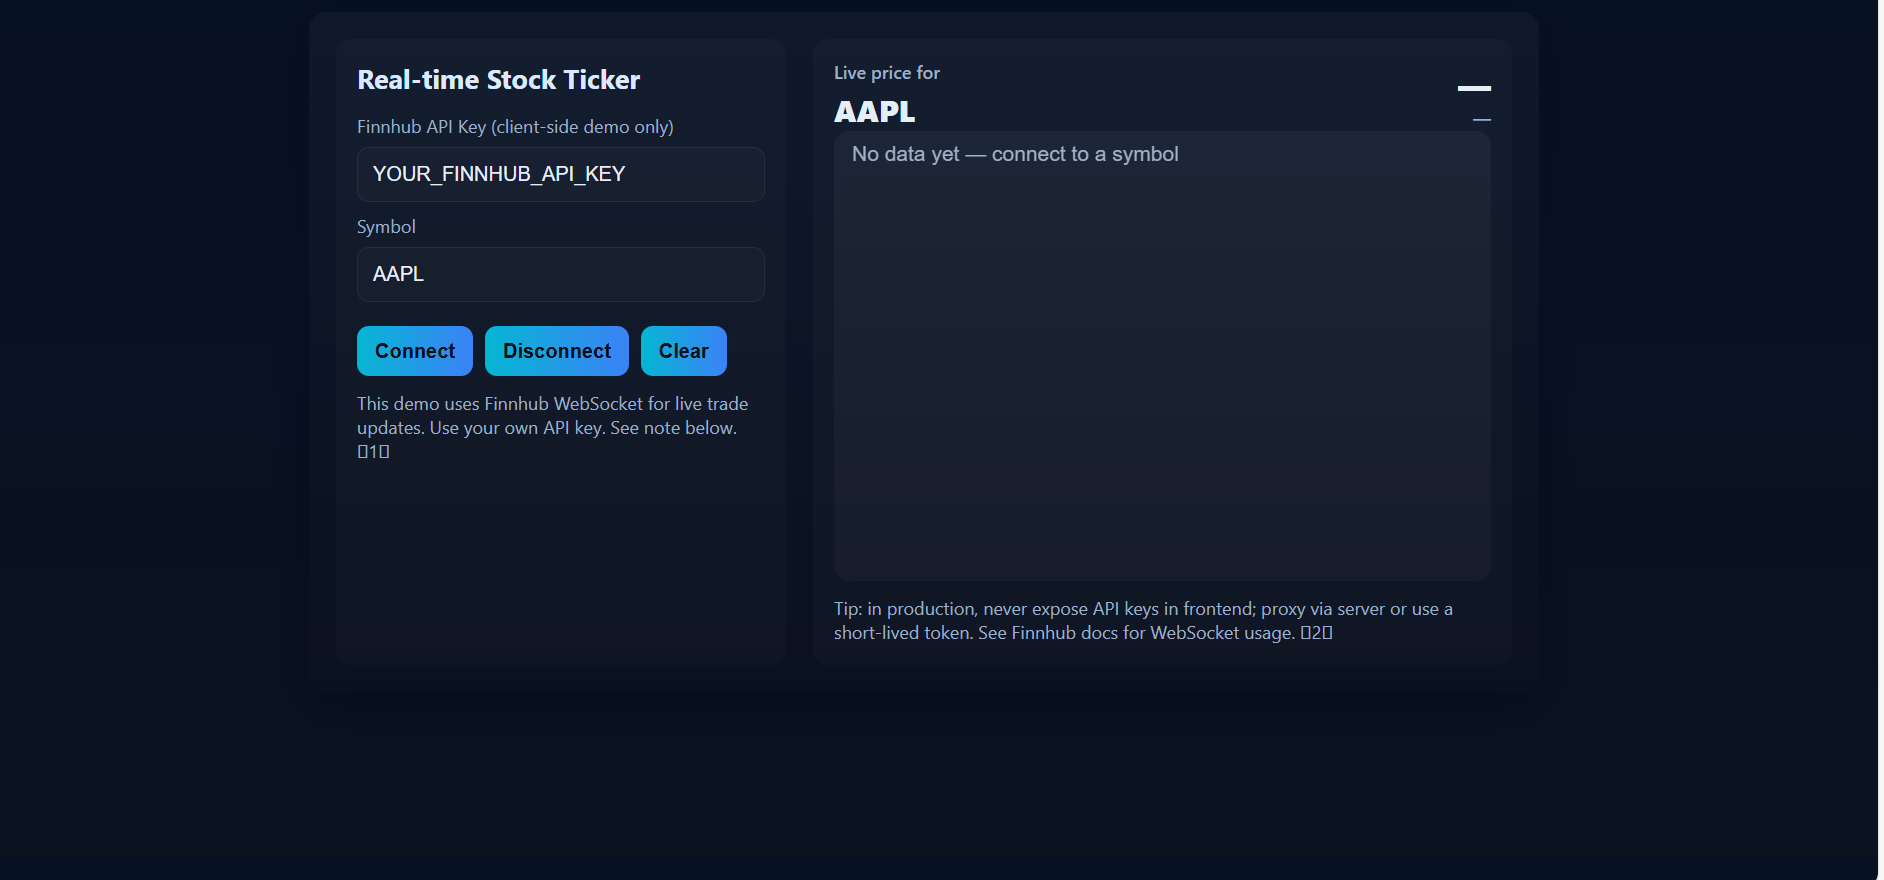 Real-time Stock Ticker
Finnhub API Key (client-side demo only)
YOUR_FINNHUB_API_KEY
Symbol
AAPL
Connect
Disconnect
Clear
This demo uses Finnhub WebSocket for live trade
updates. Use your own API key. See note below.
▯1▯
Live price for
AAPL
—
—
No data yet — connect to a symbol
Tip: in production, never expose API keys in frontend; proxy via server or use a
short-lived token. See Finnhub docs for WebSocket usage. ▯2▯